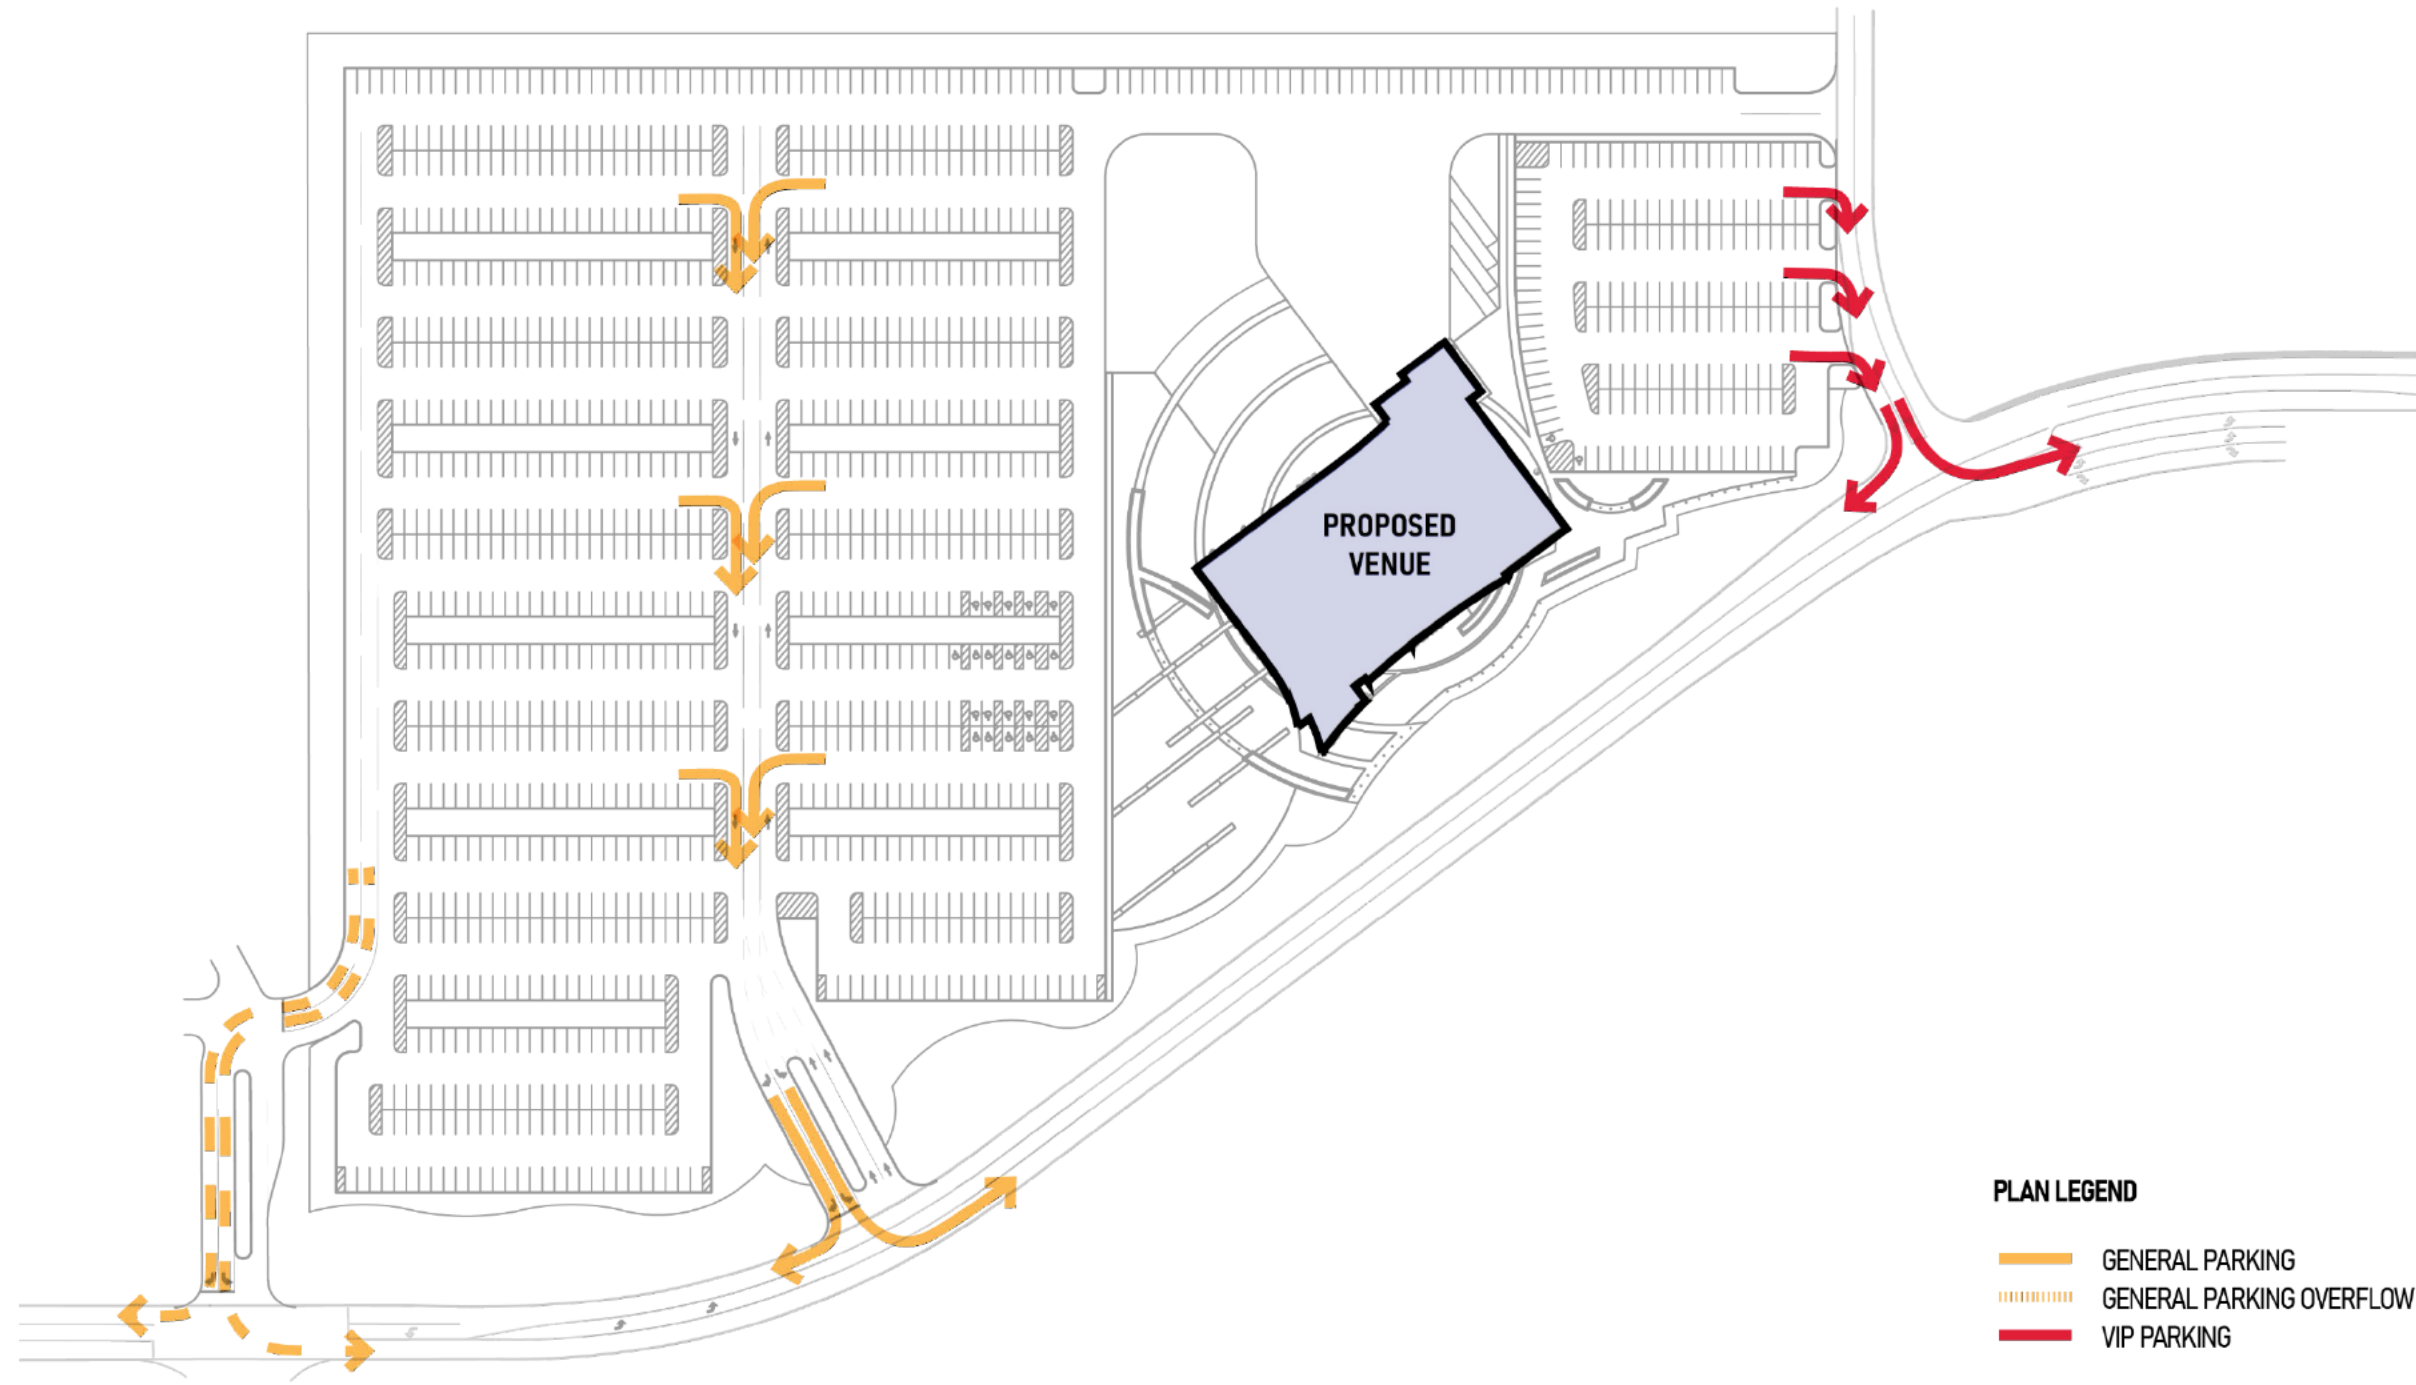 PROPOSED
VENUE
PLAN LEGEND
GENERAL PARKING
GENERAL PARKING OVERFLOW
VIP PARKING